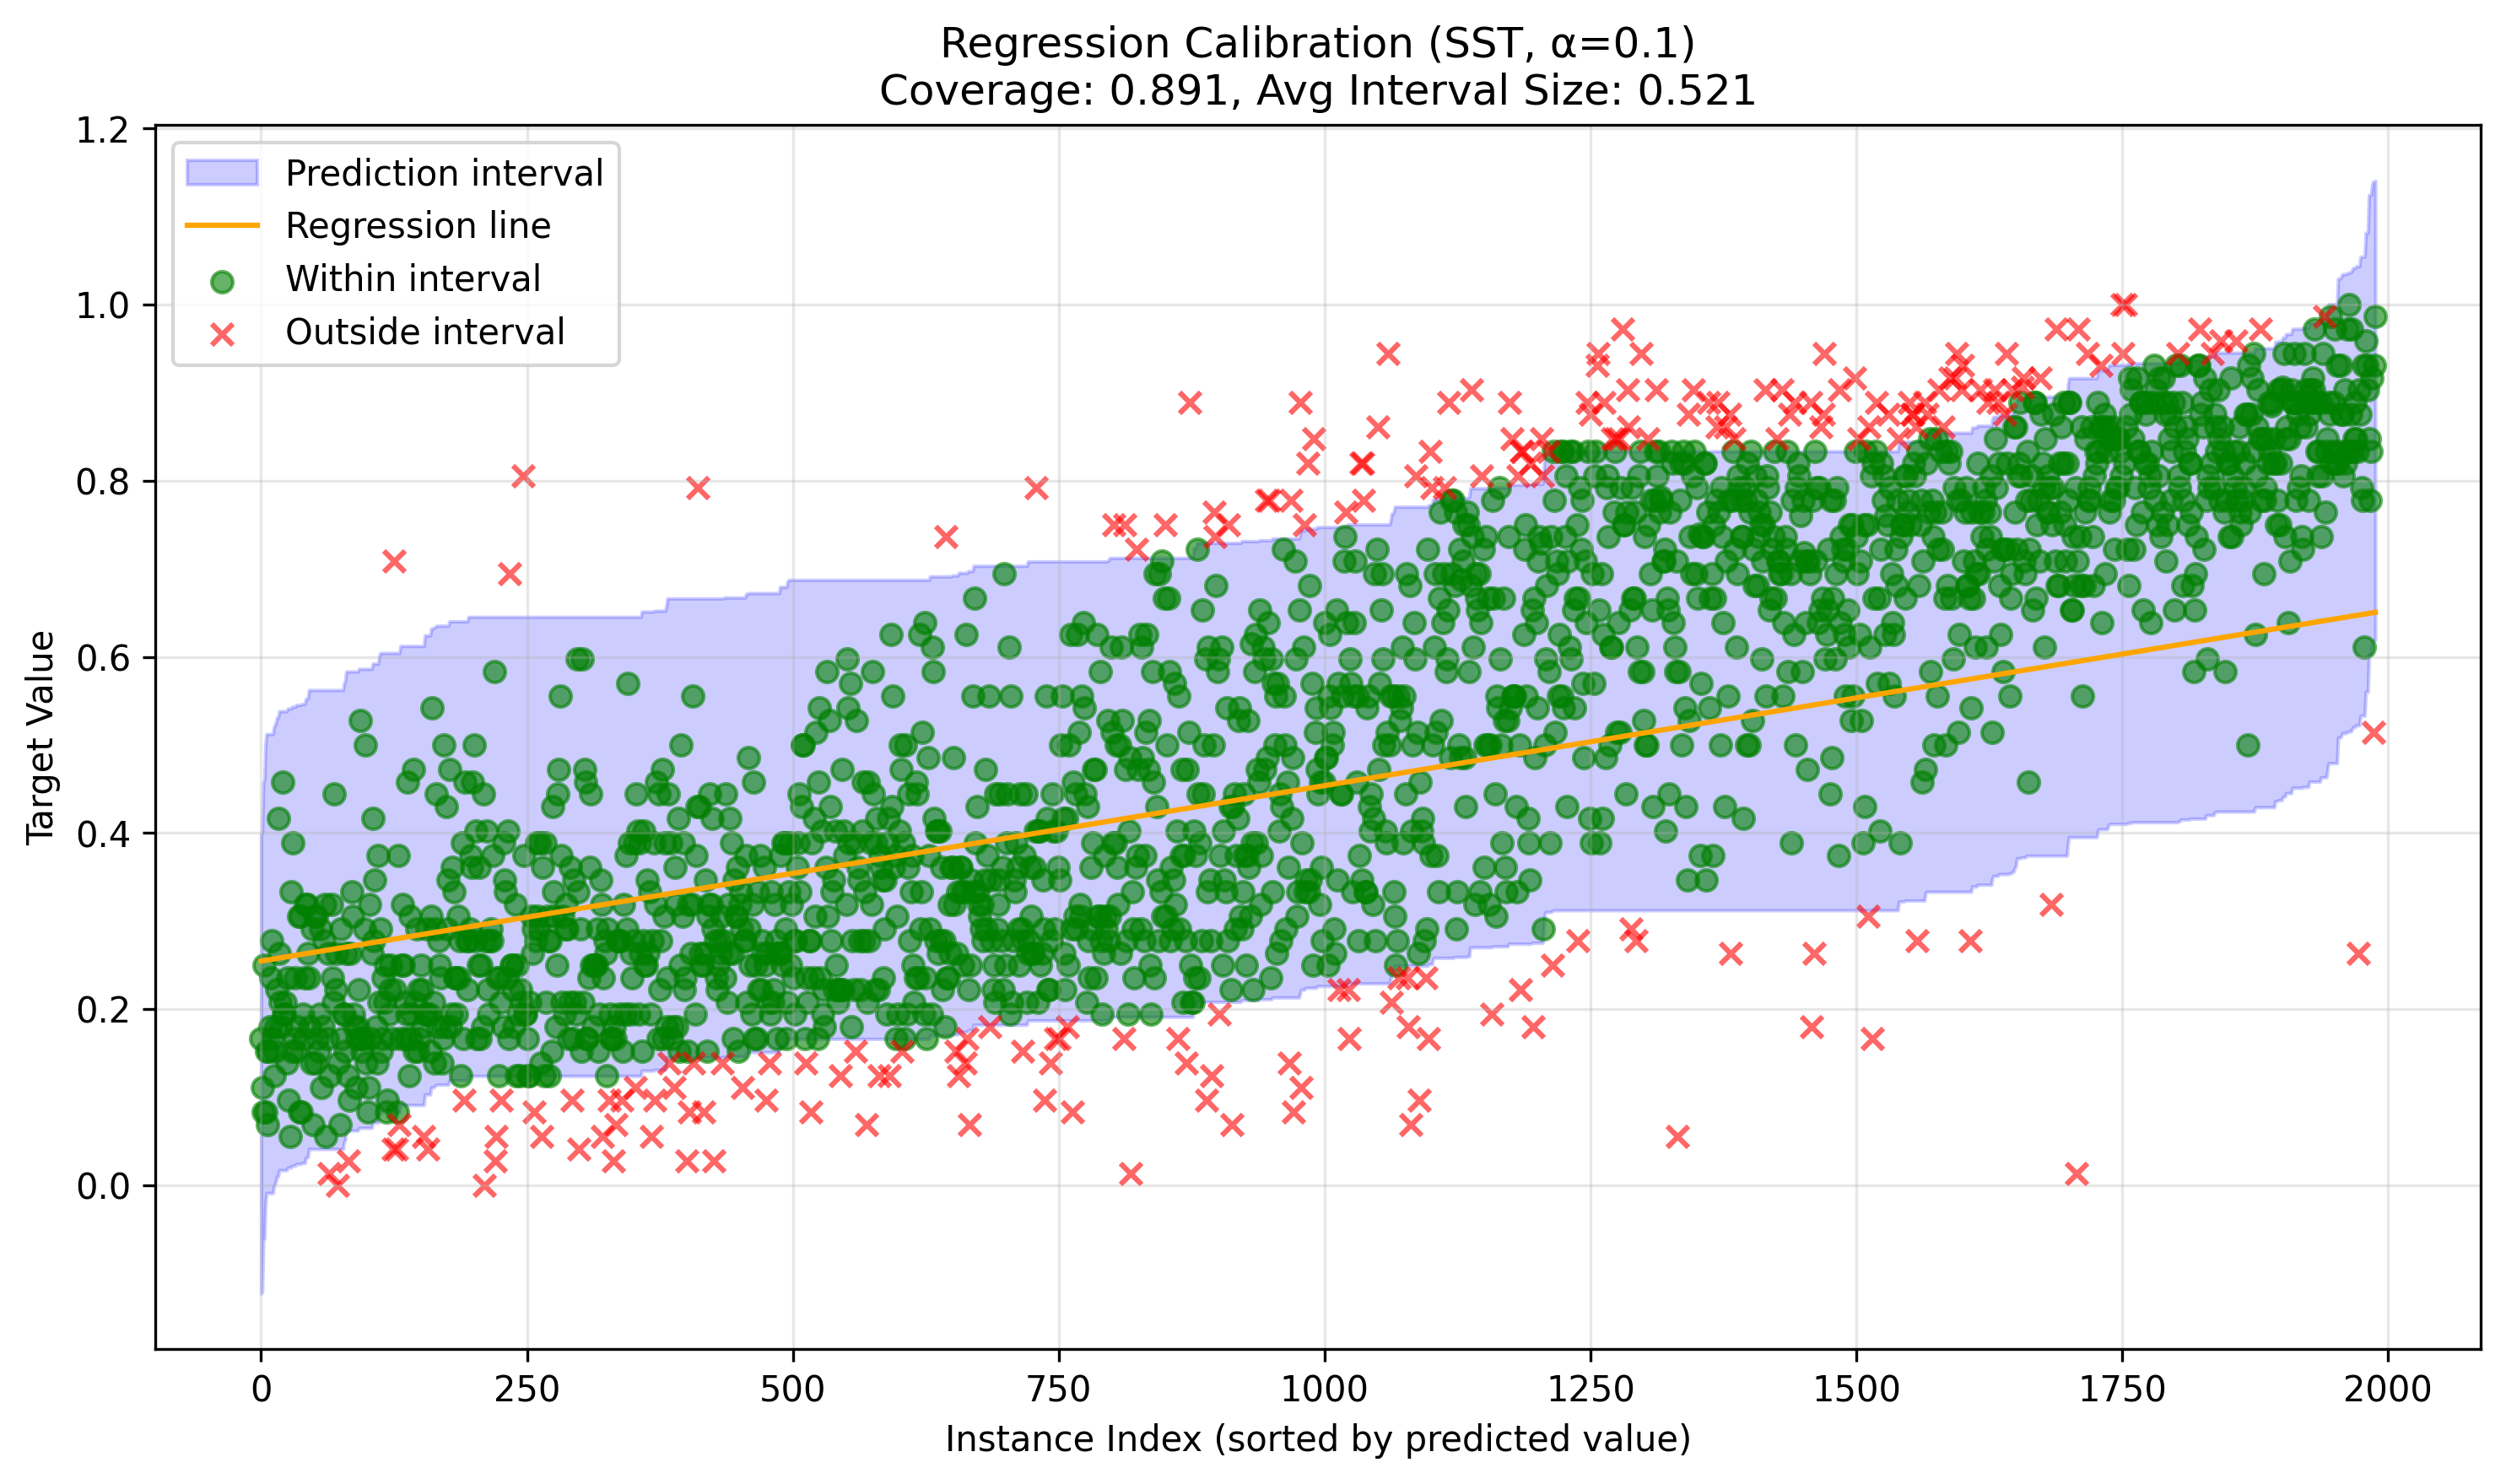 Regression Calibration (SST, α=0.1)
Coverage: 0.891, Avg Interval Size: 0.521
Prediction interval
Regression line
Within interval
Outside interval
Target Value
1.2
1.0
0.8
0.6
0.4
0.2
0.0
0 250 500 750 1000 1250 1500 1750 2000
Instance Index (sorted by predicted value)